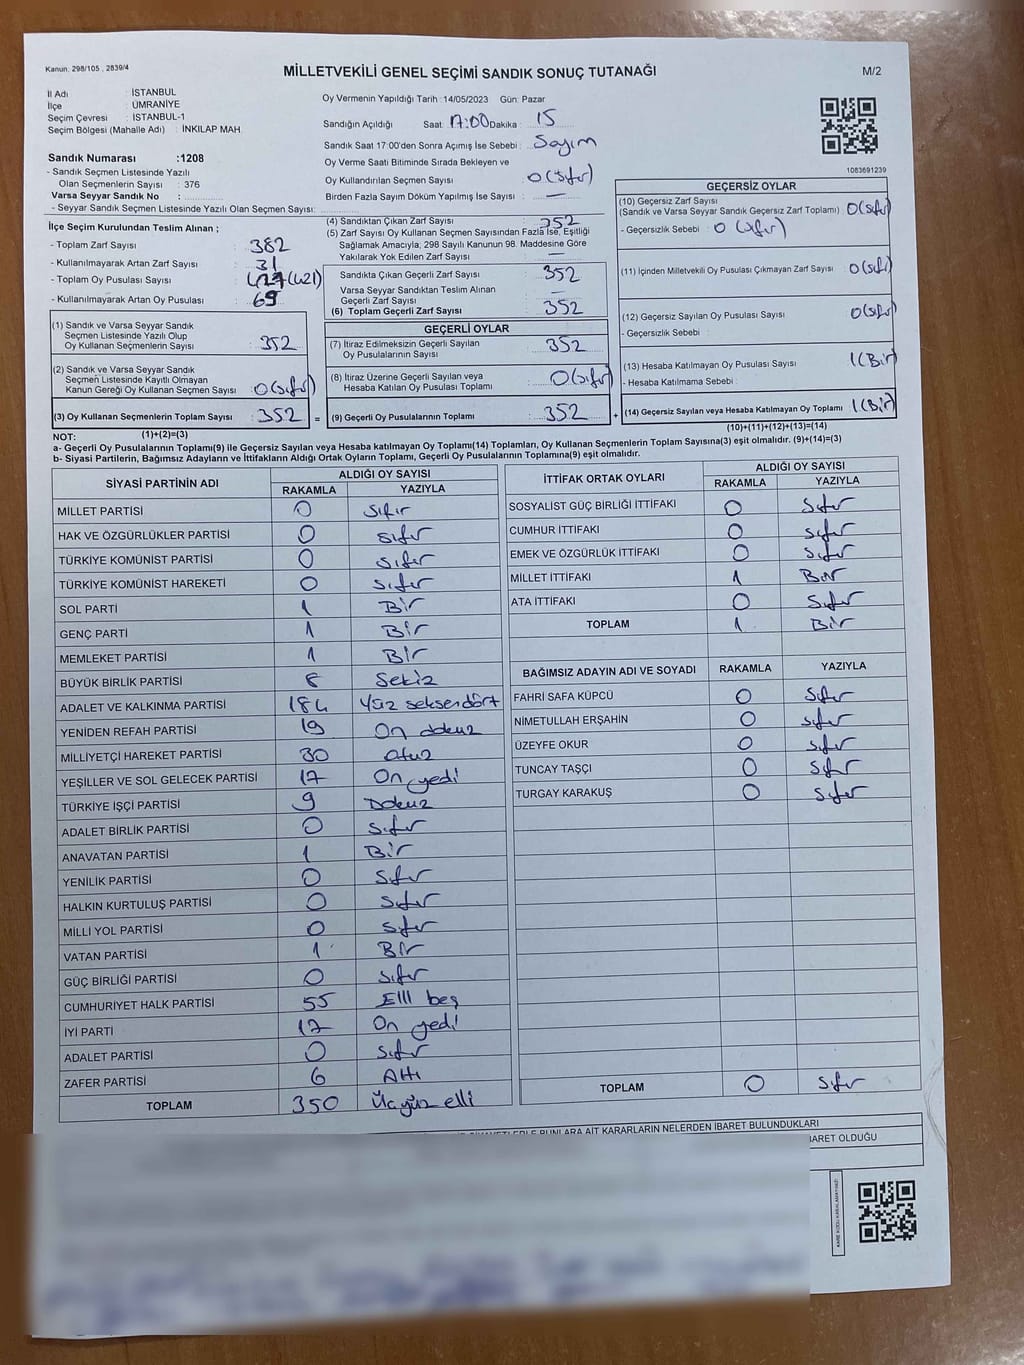 Kanun. 298/105 , 2839/4
MİLLETVEKİLİ GENEL SEÇİMİ SANDIK SONUÇ TUTANAĞI
M/2
İl Adı : İSTANBUL
İlçe : ÜMRANİYE
Seçim Çevresi : İSTANBUL-1
Seçim Bölgesi (Mahalle Adı) : İNKILAP MAH.
Sandık Numarası :1208
- Sandık Seçmen Listesinde Yazılı
Olan Seçmenlerin Sayısı : 376
Varsa Seyyar Sandık No :
- Seyyar Sandık Seçmen Listesinde Yazılı Olan Seçmen Sayısı:
Oy Vermenin Yapıldığı Tarih :14/05/2023 Gün: Pazar
Sandığın Açıldığı Saat: 17:00 Dakika : 15
Sandık Saat 17:00'den Sonra Açımış İse Sebebi : Sayım
Oy Verme Saati Bitiminde Sırada Bekleyen ve
Oy Kullandırılan Seçmen Sayısı : 0 (sıfır)
Birden Fazla Sayım Döküm Yapılmış İse Sayısı : —
1083691239
İlçe Seçim Kurulundan Teslim Alınan ;
- Toplam Zarf Sayısı : 382
- Kullanılmayarak Artan Zarf Sayısı : 31
- Toplam Oy Pusulası Sayısı : (421)
- Kullanılmayarak Artan Oy Pusulası : 69
(4) Sandıktan Çıkan Zarf Sayısı : 352
(5) Zarf Sayısı Oy Kullanan Seçmen Sayısından Fazla İse, Eşitliği
Sağlamak Amacıyla, 298 Sayılı Kanunun 98. Maddesine Göre
Yakılarak Yok Edilen Zarf Sayısı : —
Sandıkta Çıkan Geçerli Zarf Sayısı : 352
Varsa Seyyar Sandıktan Teslim Alınan
Geçerli Zarf Sayısı : —
(6) Toplam Geçerli Zarf Sayısı : 352
GEÇERSİZ OYLAR
(10) Geçersiz Zarf Sayısı
(Sandık ve Varsa Seyyar Sandık Geçersiz Zarf Toplamı) : 0 (sıfır)
- Geçersizlik Sebebi : 0 (sıfır)
(11) İçinden Milletvekili Oy Pusulası Çıkmayan Zarf Sayısı : 0 (sıfır)
(12) Geçersiz Sayılan Oy Pusulası Sayısı : 0 (sıfır)
- Geçersizlik Sebebi :
(13) Hesaba Katılmayan Oy Pusulası Sayısı : 1 (Bir)
- Hesaba Katılmama Sebebi :
(14) Geçersiz Sayılan veya Hesaba Katılmayan Oy Toplamı : 1 (Bir)
(10)+(11)+(12)+(13)=(14)
(1) Sandık ve Varsa Seyyar Sandık
Seçmen Listesinde Yazılı Olup
Oy Kullanan Seçmenlerin Sayısı : 352
(2) Sandık ve Varsa Seyyar Sandık
Seçmen Listesinde Kayıtlı Olmayan
Kanun Gereği Oy Kullanan Seçmen Sayısı : 0 (sıfır)
(3) Oy Kullanan Seçmenlerin Toplam Sayısı : 352 =
(1)+(2)=(3)
GEÇERLİ OYLAR
(7) İtiraz Edilmeksizin Geçerli Sayılan
Oy Pusulalarının Sayısı : 352
(8) İtiraz Üzerine Geçerli Sayılan veya
Hesaba Katılan Oy Pusulası Toplamı : 0 (sıfır)
(9) Geçerli Oy Pusulalarının Toplamı : 352 +
NOT:
a- Geçerli Oy Pusulalarının Toplamı(9) ile Geçersiz Sayılan veya Hesaba katılmayan Oy Toplamı(14) Toplamları, Oy Kullanan Seçmenlerin Toplam Sayısına(3) eşit olmalıdır. (9)+(14)=(3)
b- Siyasi Partilerin, Bağımsız Adayların ve İttifakların Aldığı Ortak Oyların Toplamı, Geçerli Oy Pusulalarının Toplamına(9) eşit olmalıdır.
SİYASİ PARTİNİN ADI ALDIĞI OY SAYISI
RAKAMLA YAZIYLA
MİLLET PARTİSİ 0 sıfır
HAK VE ÖZGÜRLÜKLER PARTİSİ 0 sıfır
TÜRKİYE KOMÜNİST PARTİSİ 0 sıfır
TÜRKİYE KOMÜNİST HAREKETİ 0 sıfır
SOL PARTİ 1 Bir
GENÇ PARTİ 1 Bir
MEMLEKET PARTİSİ 1 Bir
BÜYÜK BİRLİK PARTİSİ 8 Sekiz
ADALET VE KALKINMA PARTİSİ 184 Yüz seksendört
YENİDEN REFAH PARTİSİ 19 On dokuz
MİLLİYETÇİ HAREKET PARTİSİ 30 otuz
YEŞİLLER VE SOL GELECEK PARTİSİ 17 On yedi
TÜRKİYE İŞÇİ PARTİSİ 9 Dokuz
ADALET BİRLİK PARTİSİ 0 sıfır
ANAVATAN PARTİSİ 1 Bir
YENİLİK PARTİSİ 0 sıfır
HALKIN KURTULUŞ PARTİSİ 0 sıfır
MİLLİ YOL PARTİSİ 0 sıfır
VATAN PARTİSİ 1 Bir
GÜÇ BİRLİĞİ PARTİSİ 0 sıfır
CUMHURİYET HALK PARTİSİ 55 Elli beş
İYİ PARTİ 17 On yedi
ADALET PARTİSİ 0 sıfır
ZAFER PARTİSİ 6 Altı
TOPLAM 350 Üçyüz elli
İTTİFAK ORTAK OYLARI ALDIĞI OY SAYISI
RAKAMLA YAZIYLA
SOSYALİST GÜÇ BİRLİĞİ İTTİFAKI 0 sıfır
CUMHUR İTTİFAKI 0 sıfır
EMEK VE ÖZGÜRLÜK İTTİFAKI 0 sıfır
MİLLET İTTİFAKI 1 Bir
ATA İTTİFAKI 0 sıfır
TOPLAM 1 Bir
BAĞIMSIZ ADAYIN ADI VE SOYADI RAKAMLA YAZIYLA
FAHRİ SAFA KÜPCÜ 0 sıfır
NİMETULLAH ERŞAHİN 0 sıfır
ÜZEYFE OKUR 0 sıfır
TUNCAY TAŞÇI 0 sıfır
TURGAY KARAKUŞ 0 sıfır
TOPLAM 0 sıfır
BUNLARA AİT KARARLARIN NELERDEN İBARET BULUNDUKLARI
İBARET OLDUĞU